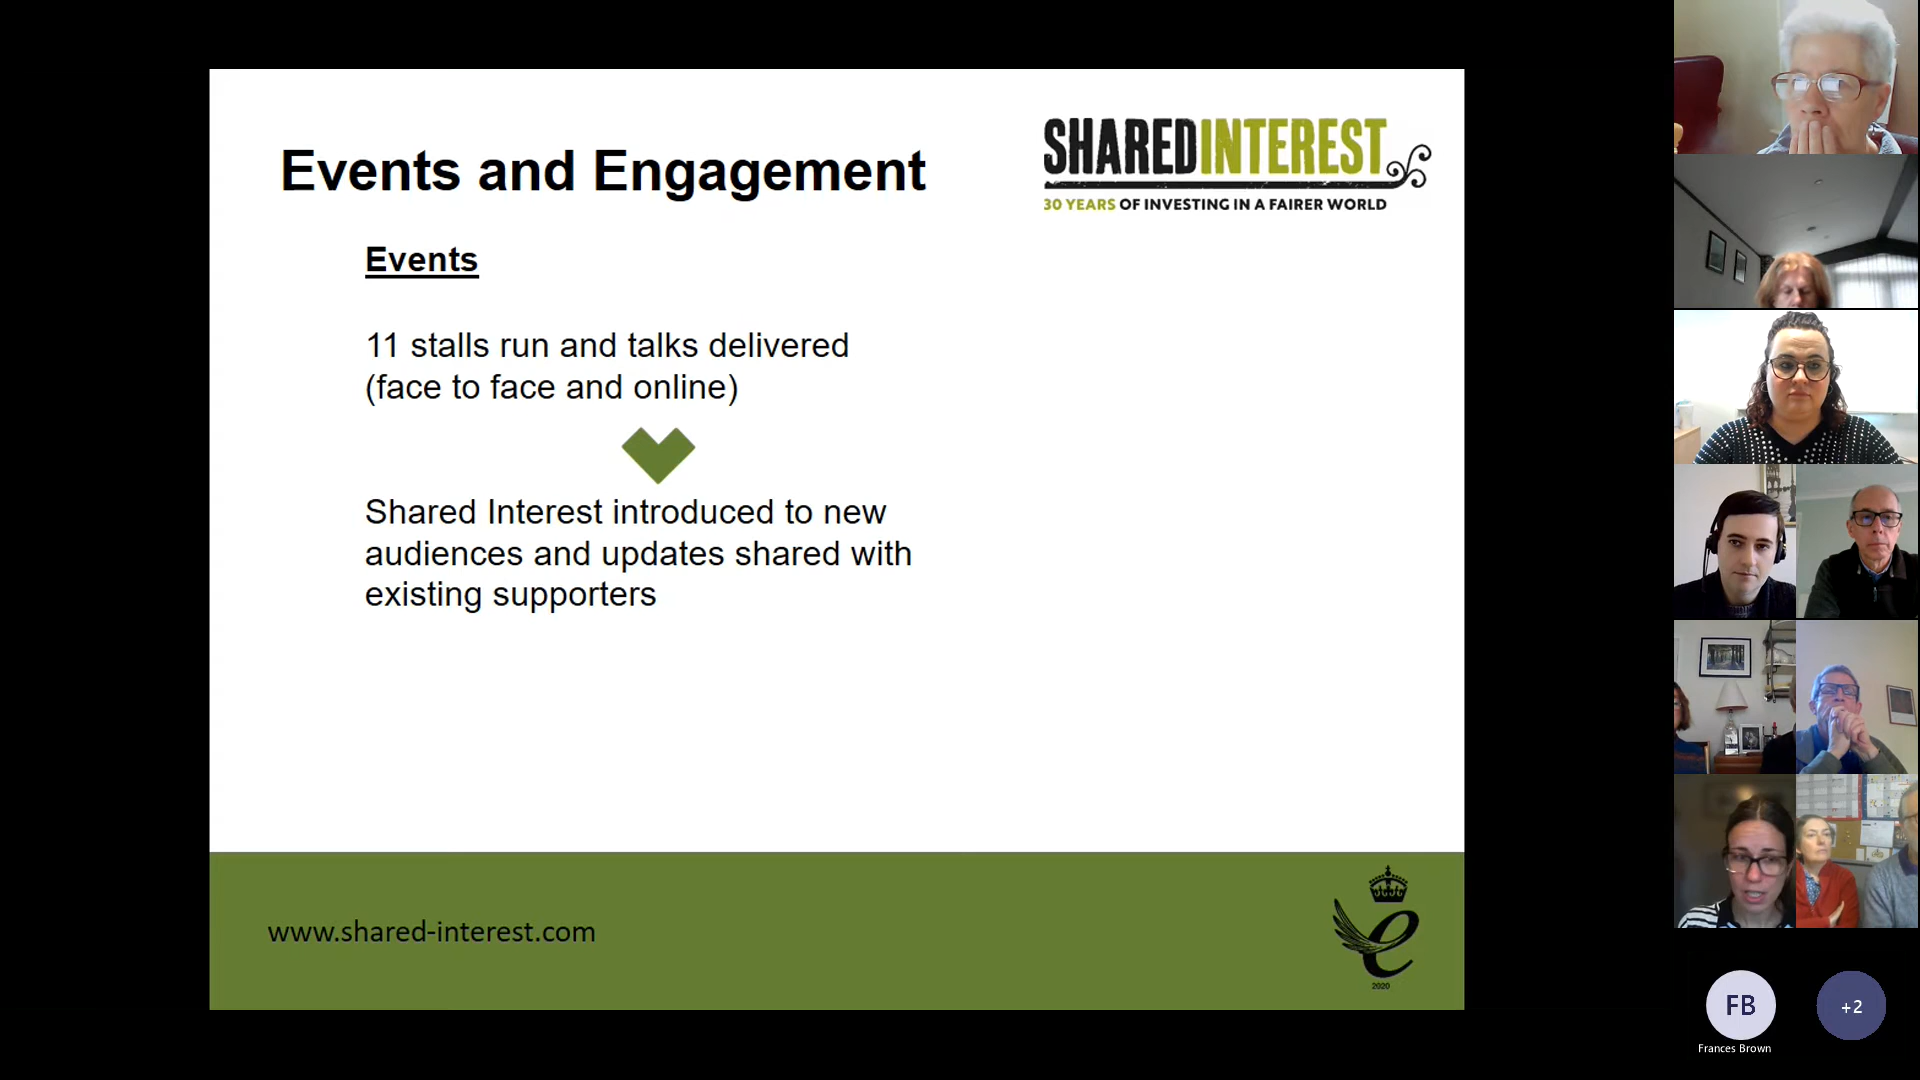 Events and Engagement
SHARED INTEREST
30 YEARS OF INVESTING IN A FAIRER WORLD
Events
11 stalls run and talks delivered
(face to face and online)
Shared Interest introduced to new
audiences and updates shared with
existing supporters
www.shared-interest.com
e
2020
FB
+2
Frances Brown